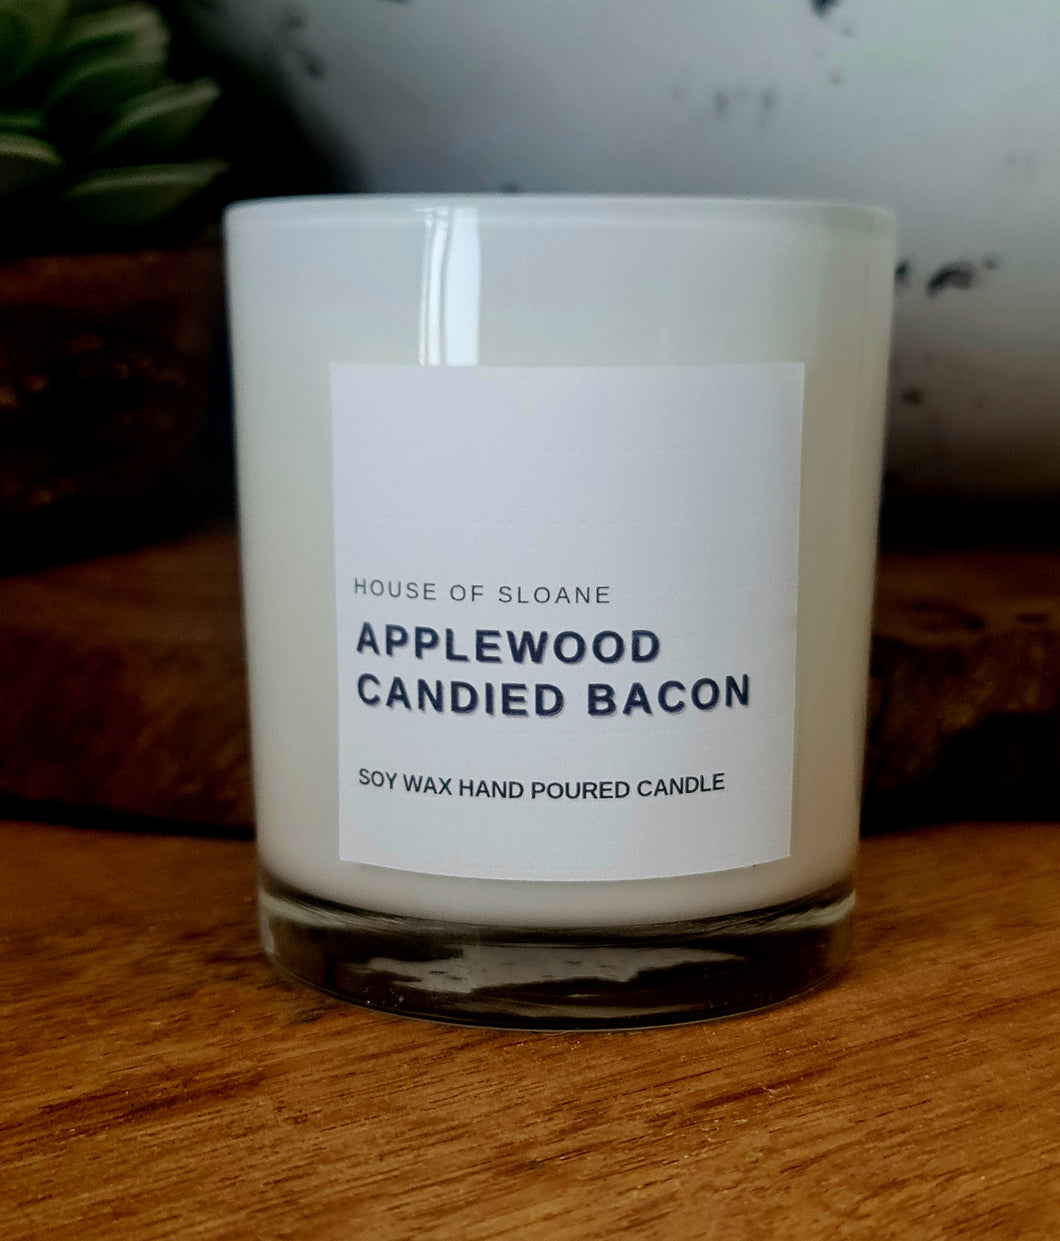 HOUSE OF SLOANE
APPLEWOOD
CANDIED BACON
SOY WAX HAND POURED CANDLE